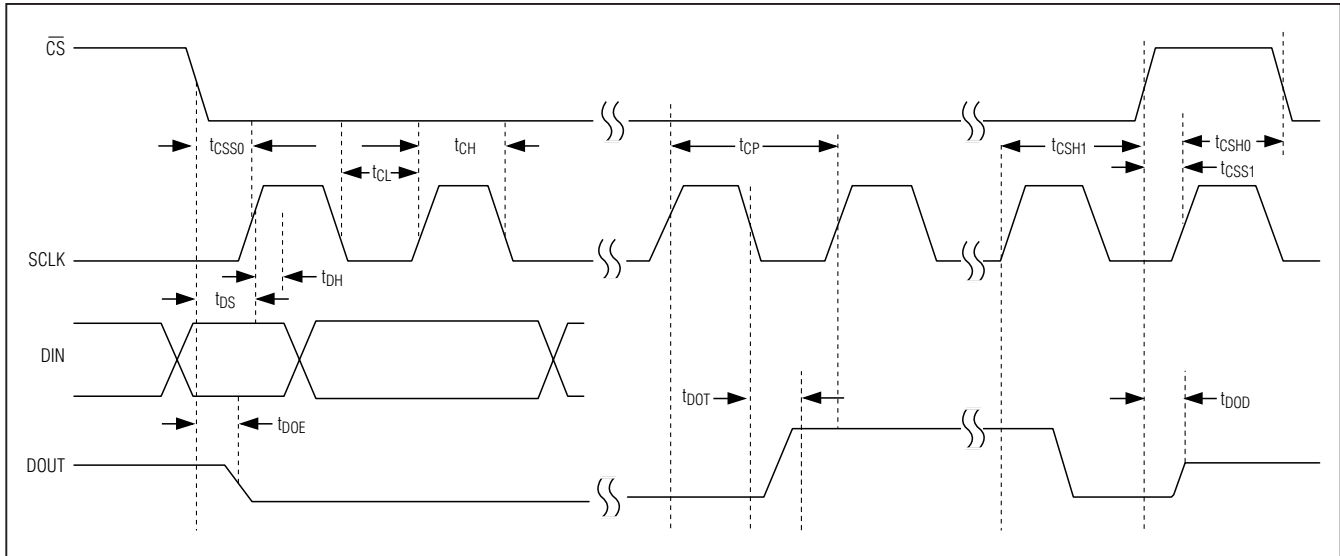 CS
tCSS0
tCL
tCH
tCP
tCSH1
tCSH0
tCSS1
SCLK
tDH
tDS
DIN
tDOT
tDOD
tDOE
DOUT